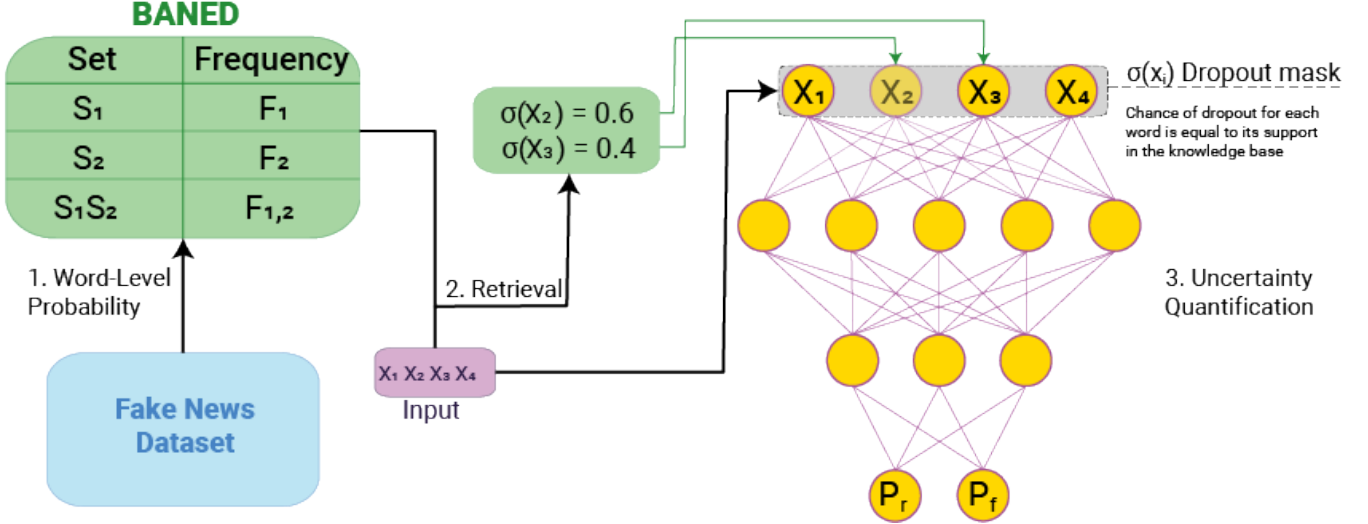 BANED
Set Frequency
S₁ F₁
S₂ F₂
S₁S₂ F₁,₂
1. Word-Level
Probability
Fake News
Dataset
2. Retrieval
X₁ X₂ X₃ X₄
Input
σ(X₂) = 0.6
σ(X₃) = 0.4
X₁ X₂ X₃ X₄
σ(xᵢ) Dropout mask
Chance of dropout for each
word is equal to its support
in the knowledge base
3. Uncertainty
Quantification
Pᵣ P_f